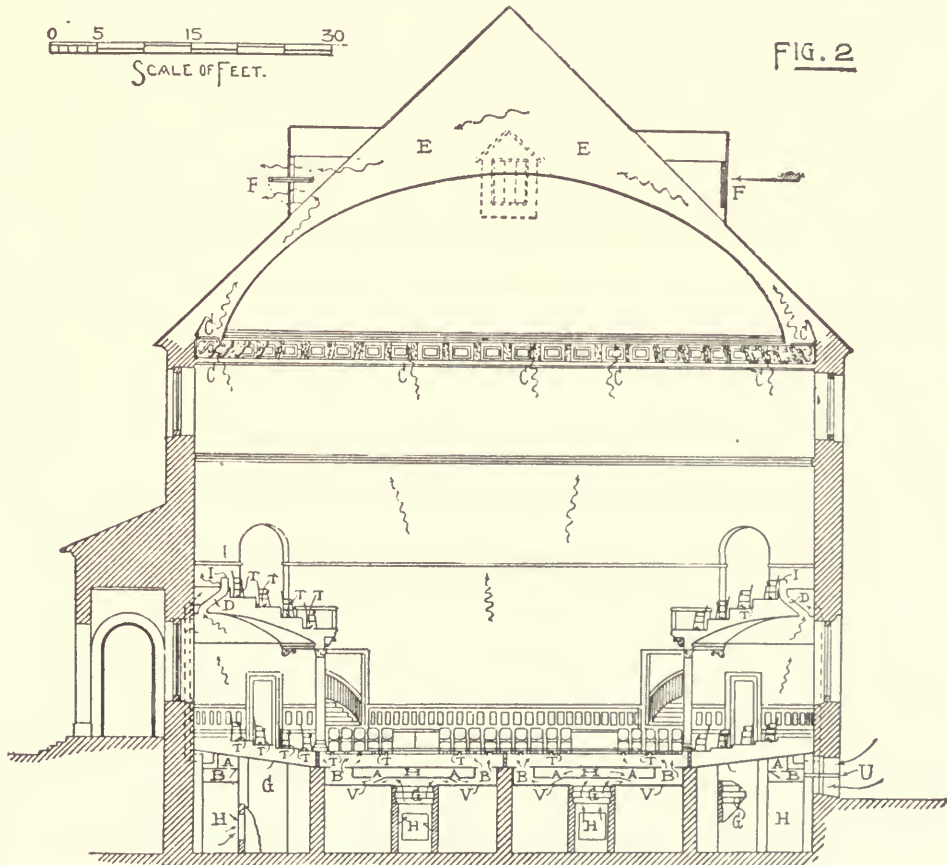 0 5 15 30
SCALE OF FEET.
FIG. 2
E E
F F
C C
C C C C C
I T T T T I
D T D
T T T T T T T T
A B G B A H A B V G V B A H A B V G V A B U
H H H G H